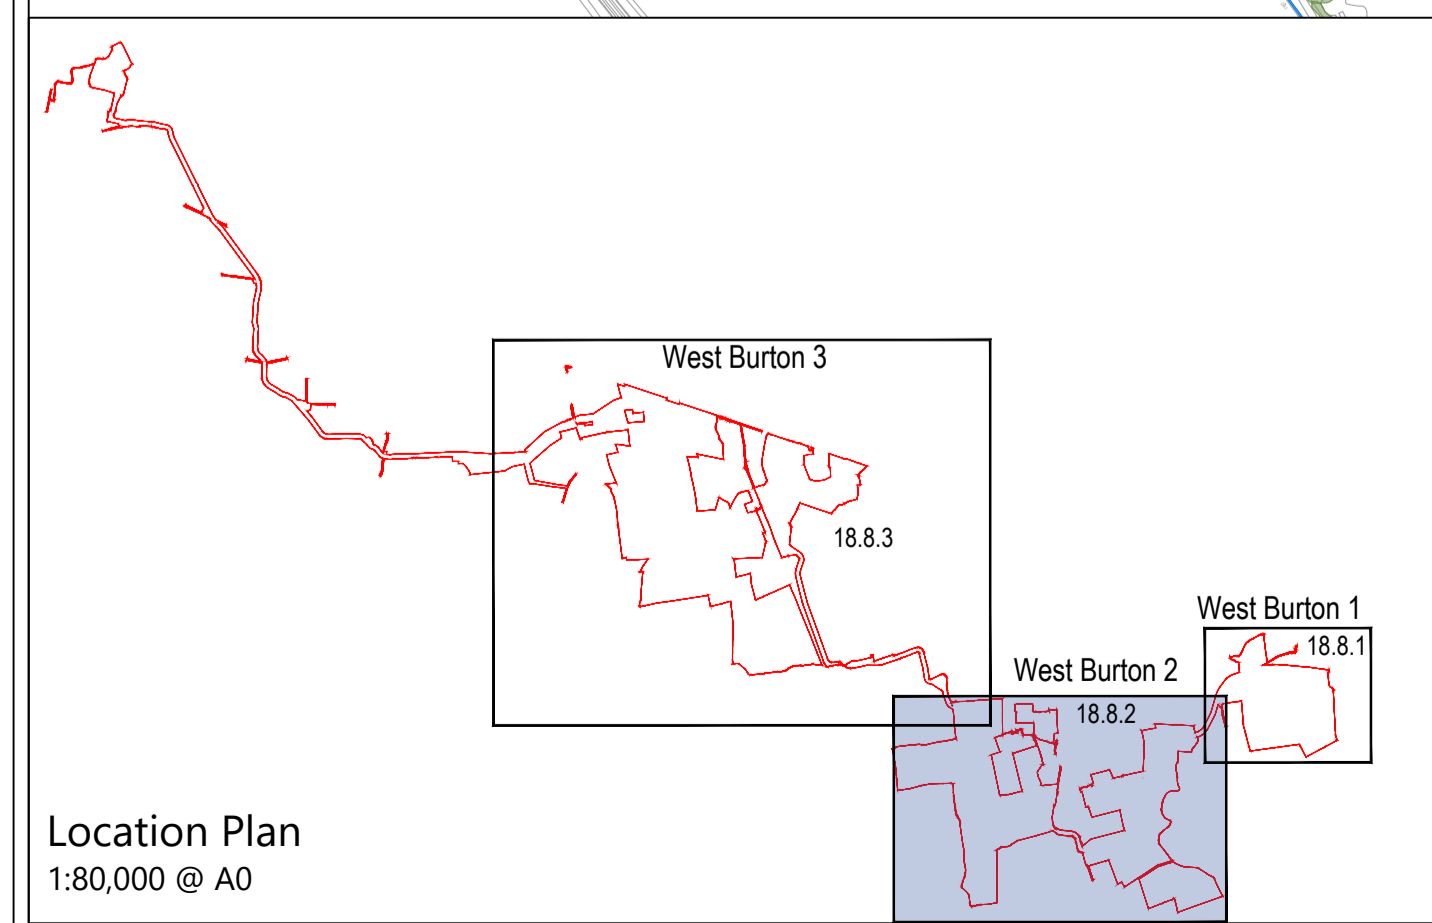 West Burton 3
18.8.3
West Burton 1
18.8.1
West Burton 2
18.8.2
Location Plan
1:80,000 @ A0